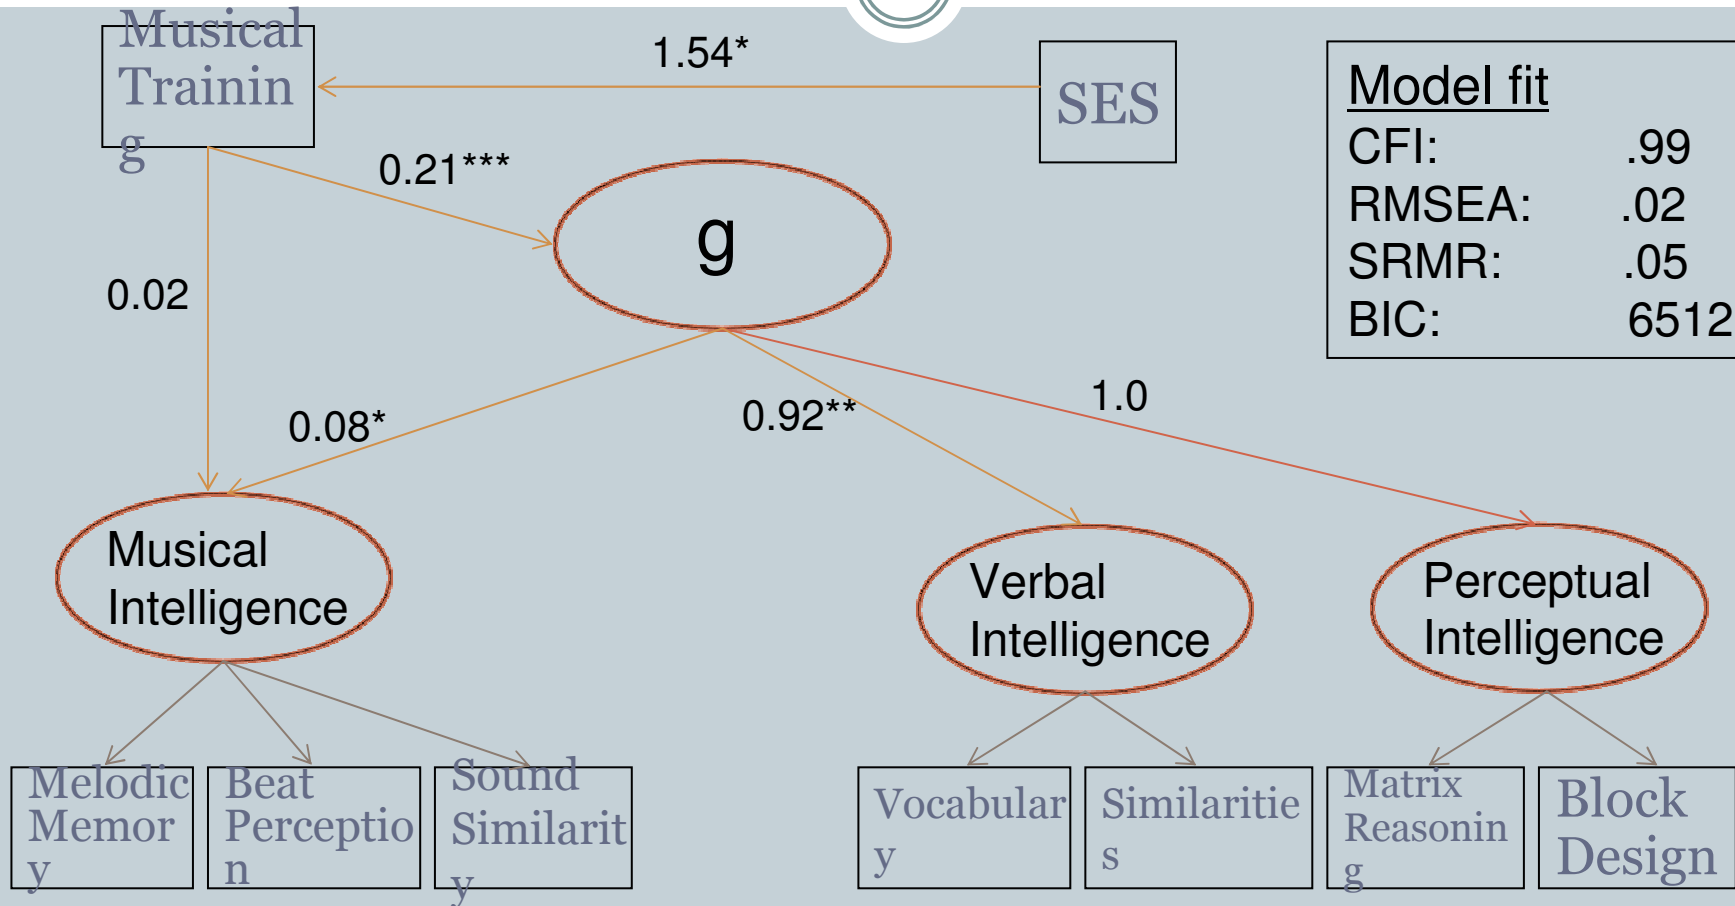 Musical
Trainin
g
1.54*
SES
Model fit
CFI: .99
RMSEA: .02
SRMR: .05
BIC: 6512
0.21***
g
0.02
0.08*
0.92**
1.0
Musical
Intelligence
Verbal
Intelligence
Perceptual
Intelligence
Melodic
Memor
y
Beat
Perceptio
n
Sound
Similarit
y
Vocabular
y
Similaritie
s
Matrix
Reasonin
g
Block
Design